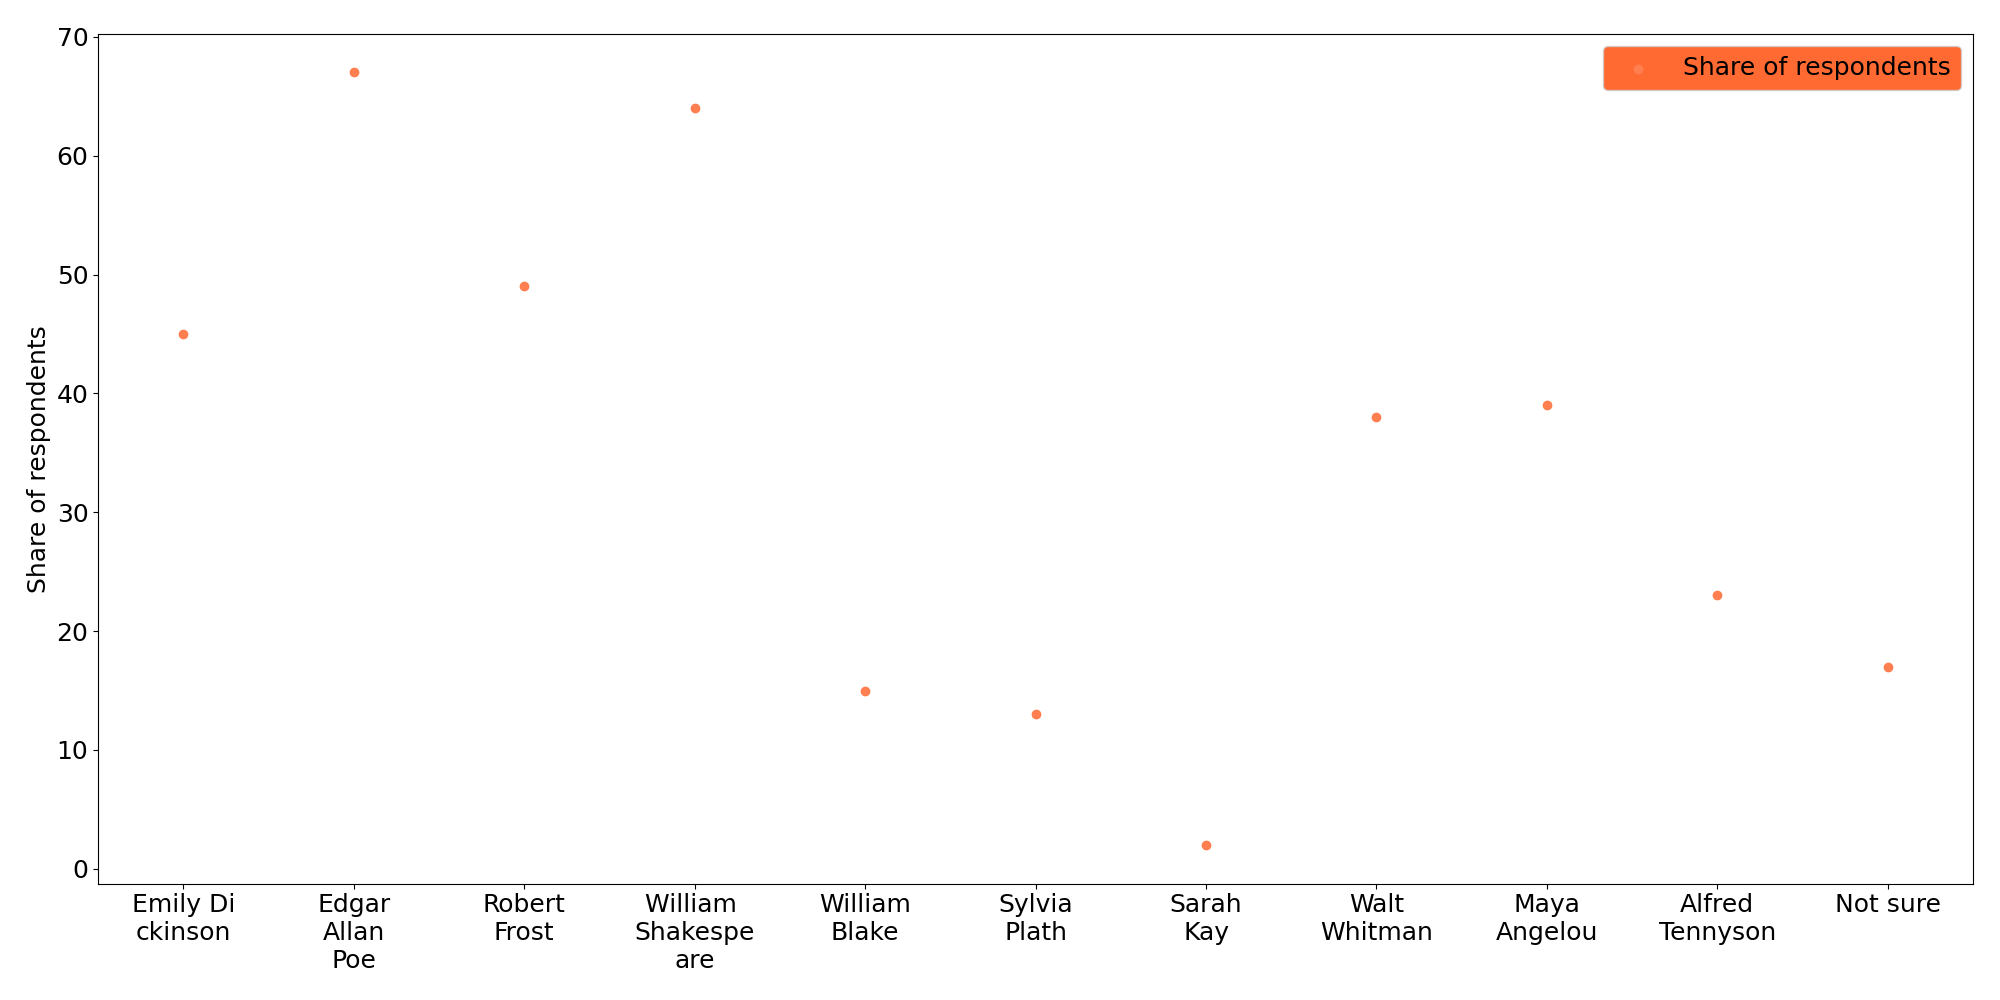 Share of respondents
70
60
50
40
30
20
10
0
Share of respondents
Emily Di
ckinson
Edgar
Allan
Poe
Robert
Frost
William
Shakespe
are
William
Blake
Sylvia
Plath
Sarah
Kay
Walt
Whitman
Maya
Angelou
Alfred
Tennyson
Not sure